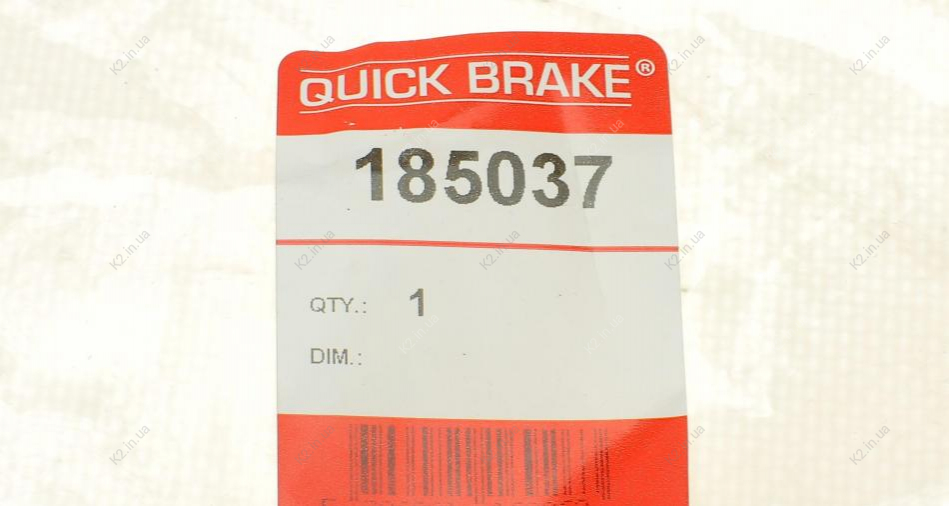 QUICK BRAKE®
185037
QTY.: 1
DIM.:
K2.in.ua